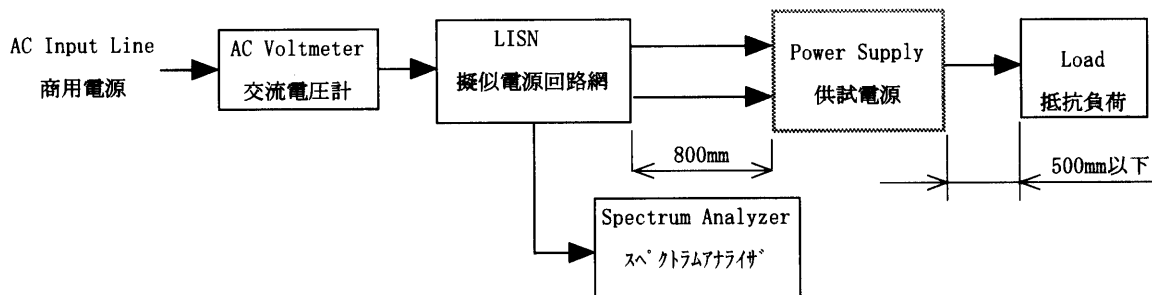 AC Input Line
商用電源
AC Voltmeter
交流電圧計
LISN
擬似電源回路網
Power Supply
供試電源
Load
抵抗負荷
800mm
500mm以下
Spectrum Analyzer
スペクトラムアナライザ